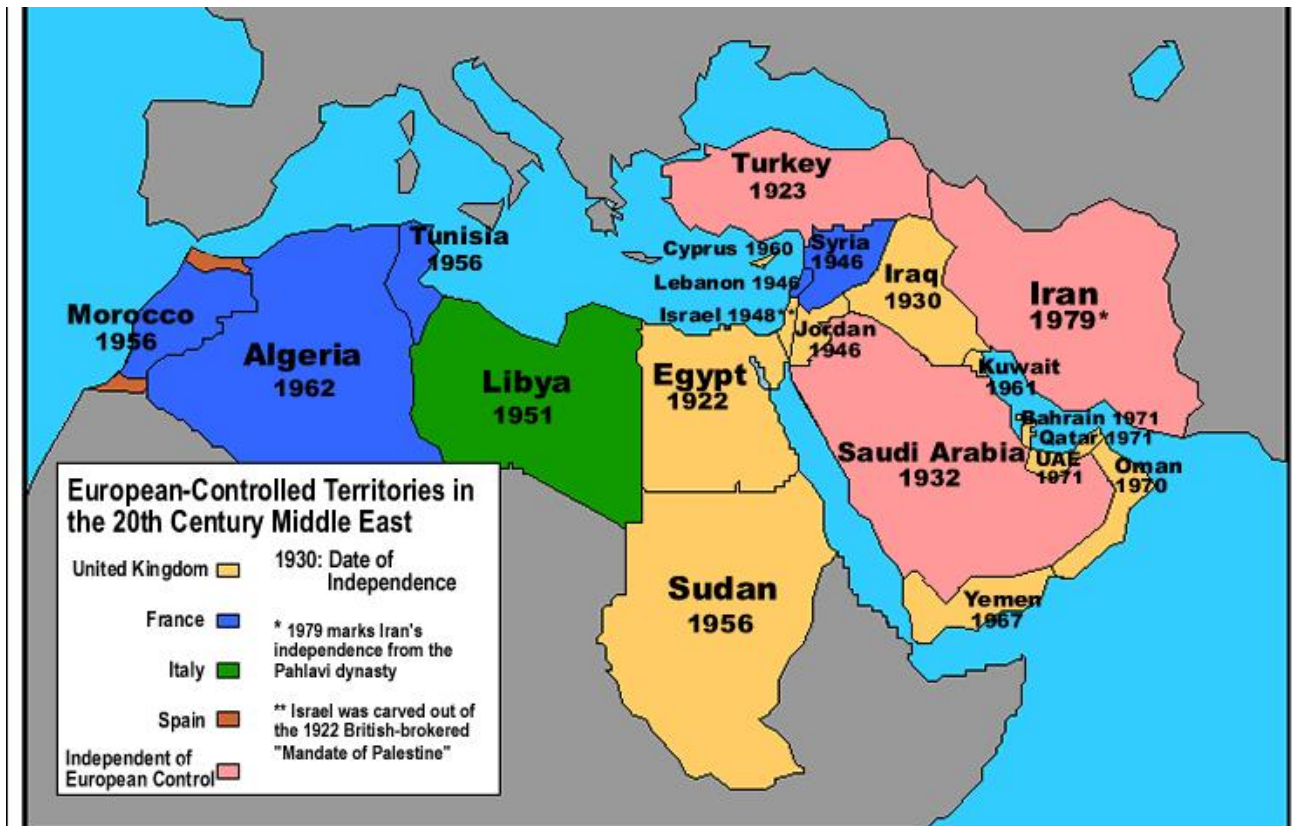 Turkey
1923
Tunisia
1956
Cyprus 1960
Syria
1946
Lebanon 1946
Iraq
1930
Iran
1979*
Morocco
1956
Israel 1948**
Jordan
1946
Algeria
1962
Libya
1951
Egypt
1922
Kuwait
1961
Bahrain 1971
Qatar 1971
Saudi Arabia
1932
UAE
1971
Oman
1970
Sudan
1956
Yemen
1967
European-Controlled Territories in
the 20th Century Middle East
United Kingdom
France
Italy
Spain
Independent of
European Control
1930: Date of
Independence
* 1979 marks Iran's
independence from the
Pahlavi dynasty
** Israel was carved out of
the 1922 British-brokered
"Mandate of Palestine"